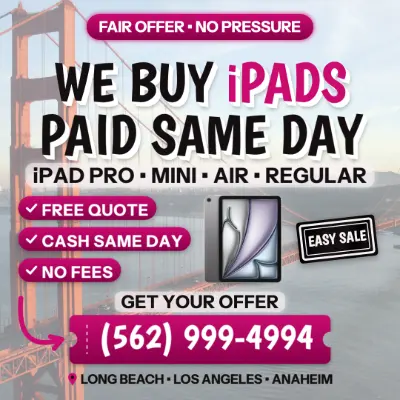 FAIR OFFER • NO PRESSURE
WE BUY iPADS
PAID SAME DAY
iPAD PRO • MINI • AIR • REGULAR
✓ FREE QUOTE
✓ CASH SAME DAY
✓ NO FEES
EASY SALE
GET YOUR OFFER
(562) 999-4994
LONG BEACH • LOS ANGELES • ANAHEIM